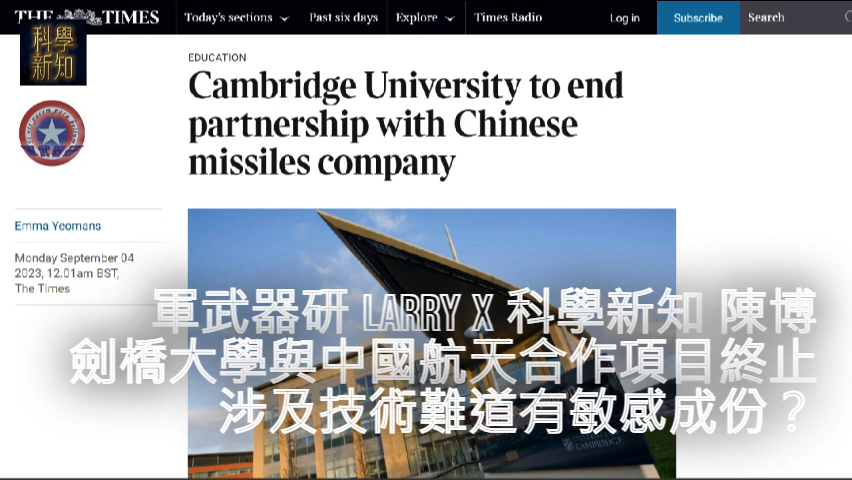 THE TIMES
Today's sections
Past six days
Explore
Times Radio
Log in
Subscribe
Search
科學
新知
EDUCATION
Cambridge University to end
partnership with Chinese
missiles company
Emma Yeomans
Monday September 04
2023, 12.01am BST,
The Times
軍武器研 LARRY X 科學新知 陳博
劍橋大學與中國航天合作項目終止
涉及技術難道有敏感成份？
UNIVERSITY OF
CAMBRIDGE